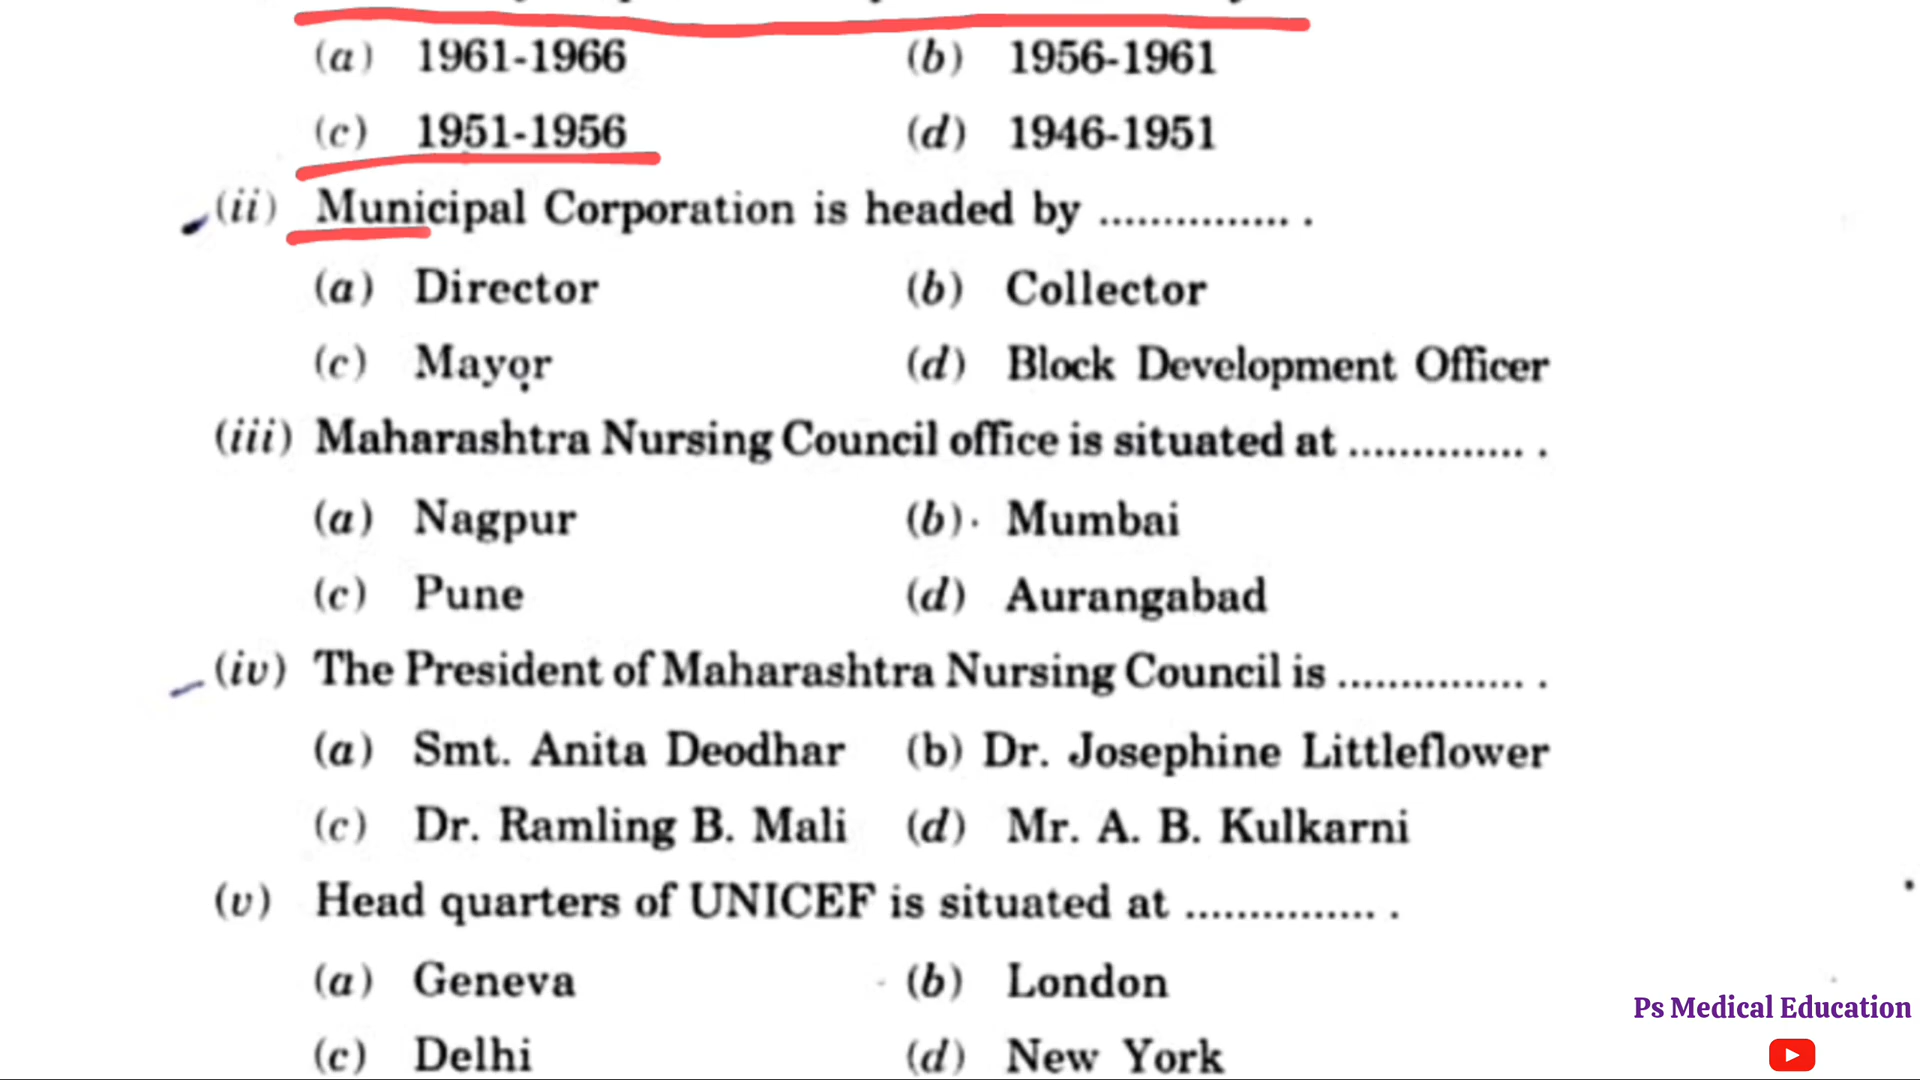 (a) 1961-1966 (b) 1956-1961
(c) 1951-1956 (d) 1946-1951
(ii) Municipal Corporation is headed by ............... .
(a) Director (b) Collector
(c) Mayor (d) Block Development Officer
(iii) Maharashtra Nursing Council office is situated at .............. .
(a) Nagpur (b) Mumbai
(c) Pune (d) Aurangabad
(iv) The President of Maharashtra Nursing Council is ............... .
(a) Smt. Anita Deodhar (b) Dr. Josephine Littleflower
(c) Dr. Ramling B. Mali (d) Mr. A. B. Kulkarni
(v) Head quarters of UNICEF is situated at ............... .
(a) Geneva (b) London
(c) Delhi (d) New York
Ps Medical Education